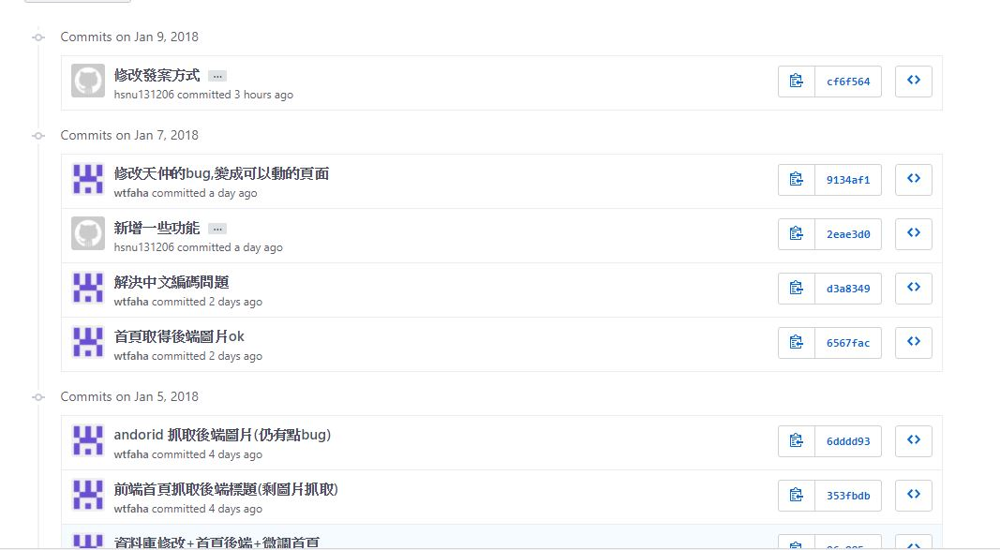 Commits on Jan 9, 2018
修改發案方式 …
hsnu131206 committed 3 hours ago
cf6f564
Commits on Jan 7, 2018
修改天仲的bug,變成可以動的頁面
wtfaha committed a day ago
9134af1
新增一些功能 …
hsnu131206 committed a day ago
2eae3d0
解決中文編碼問題
wtfaha committed 2 days ago
d3a8349
首頁取得後端圖片ok
wtfaha committed 2 days ago
6567fac
Commits on Jan 5, 2018
andorid 抓取後端圖片(仍有點bug)
wtfaha committed 4 days ago
6dddd93
前端首頁抓取後端標題(剩圖片抓取)
wtfaha committed 4 days ago
353fbdb
資料庫修改+首頁後端+微調首頁